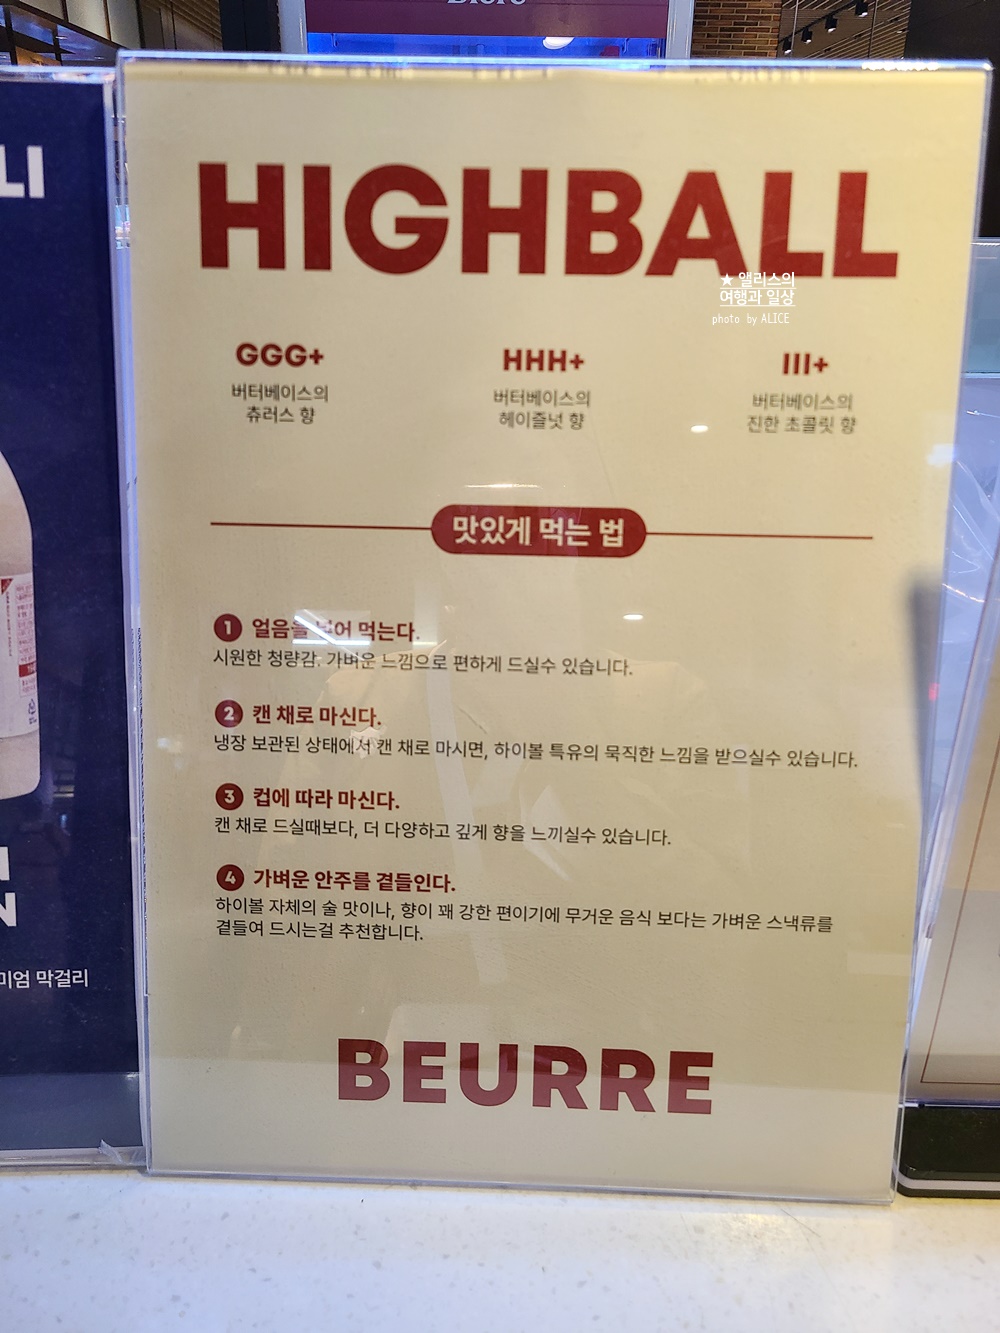 HIGHBALL
★ 앨리스의
여행과 일상
photo by ALICE
GGG+
버터베이스의
츄러스 향
HHH+
버터베이스의
헤이즐넛 향
III+
버터베이스의
진한 초콜릿 향
맛있게 먹는 법
1 얼음을 넣어 먹는다.
시원한 청량감. 가벼운 느낌으로 편하게 드실수 있습니다.
2 캔 채로 마신다.
냉장 보관된 상태에서 캔 채로 마시면, 하이볼 특유의 묵직한 느낌을 받으실수 있습니다.
3 컵에 따라 마신다.
캔 채로 드실때보다, 더 다양하고 깊게 향을 느끼실수 있습니다.
4 가벼운 안주를 곁들인다.
하이볼 자체의 술 맛이나, 향이 꽤 강한 편이기에 무거운 음식 보다는 가벼운 스낵류를
곁들여 드시는걸 추천합니다.
BEURRE
LI
N
미엄 막걸리